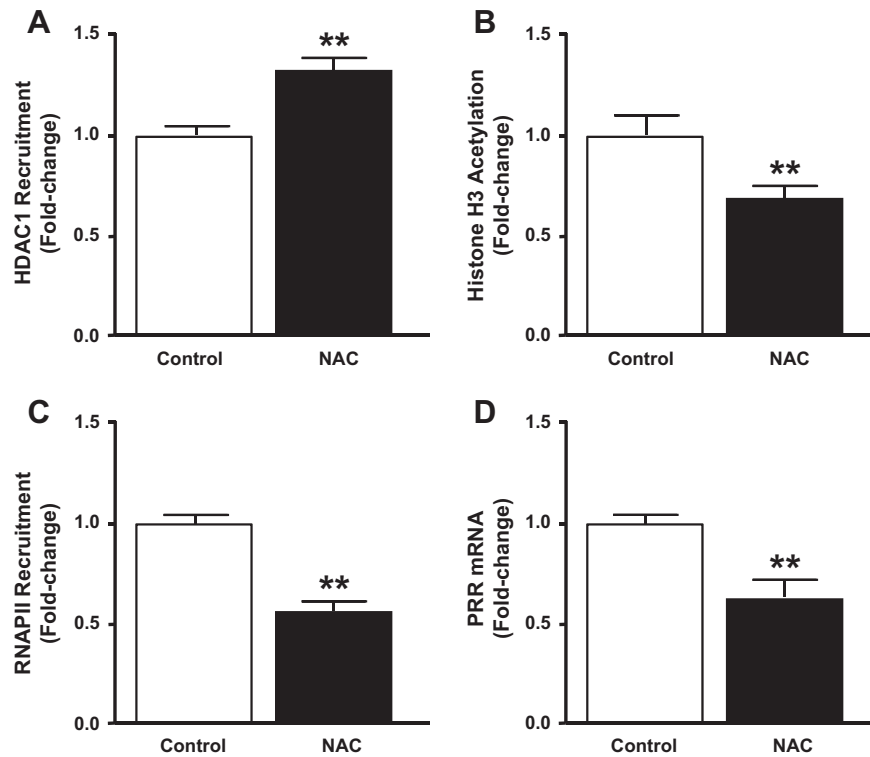 A
HDAC1 Recruitment
(Fold-change)
1.5
1.0
0.5
0.0
**
Control NAC
B
Histone H3 Acetylation
(Fold-change)
1.5
1.0
0.5
0.0
**
Control NAC
C
RNAPII Recruitment
(Fold-change)
1.5
1.0
0.5
0.0
**
Control NAC
D
PRR mRNA
(Fold-change)
1.5
1.0
0.5
0.0
**
Control NAC